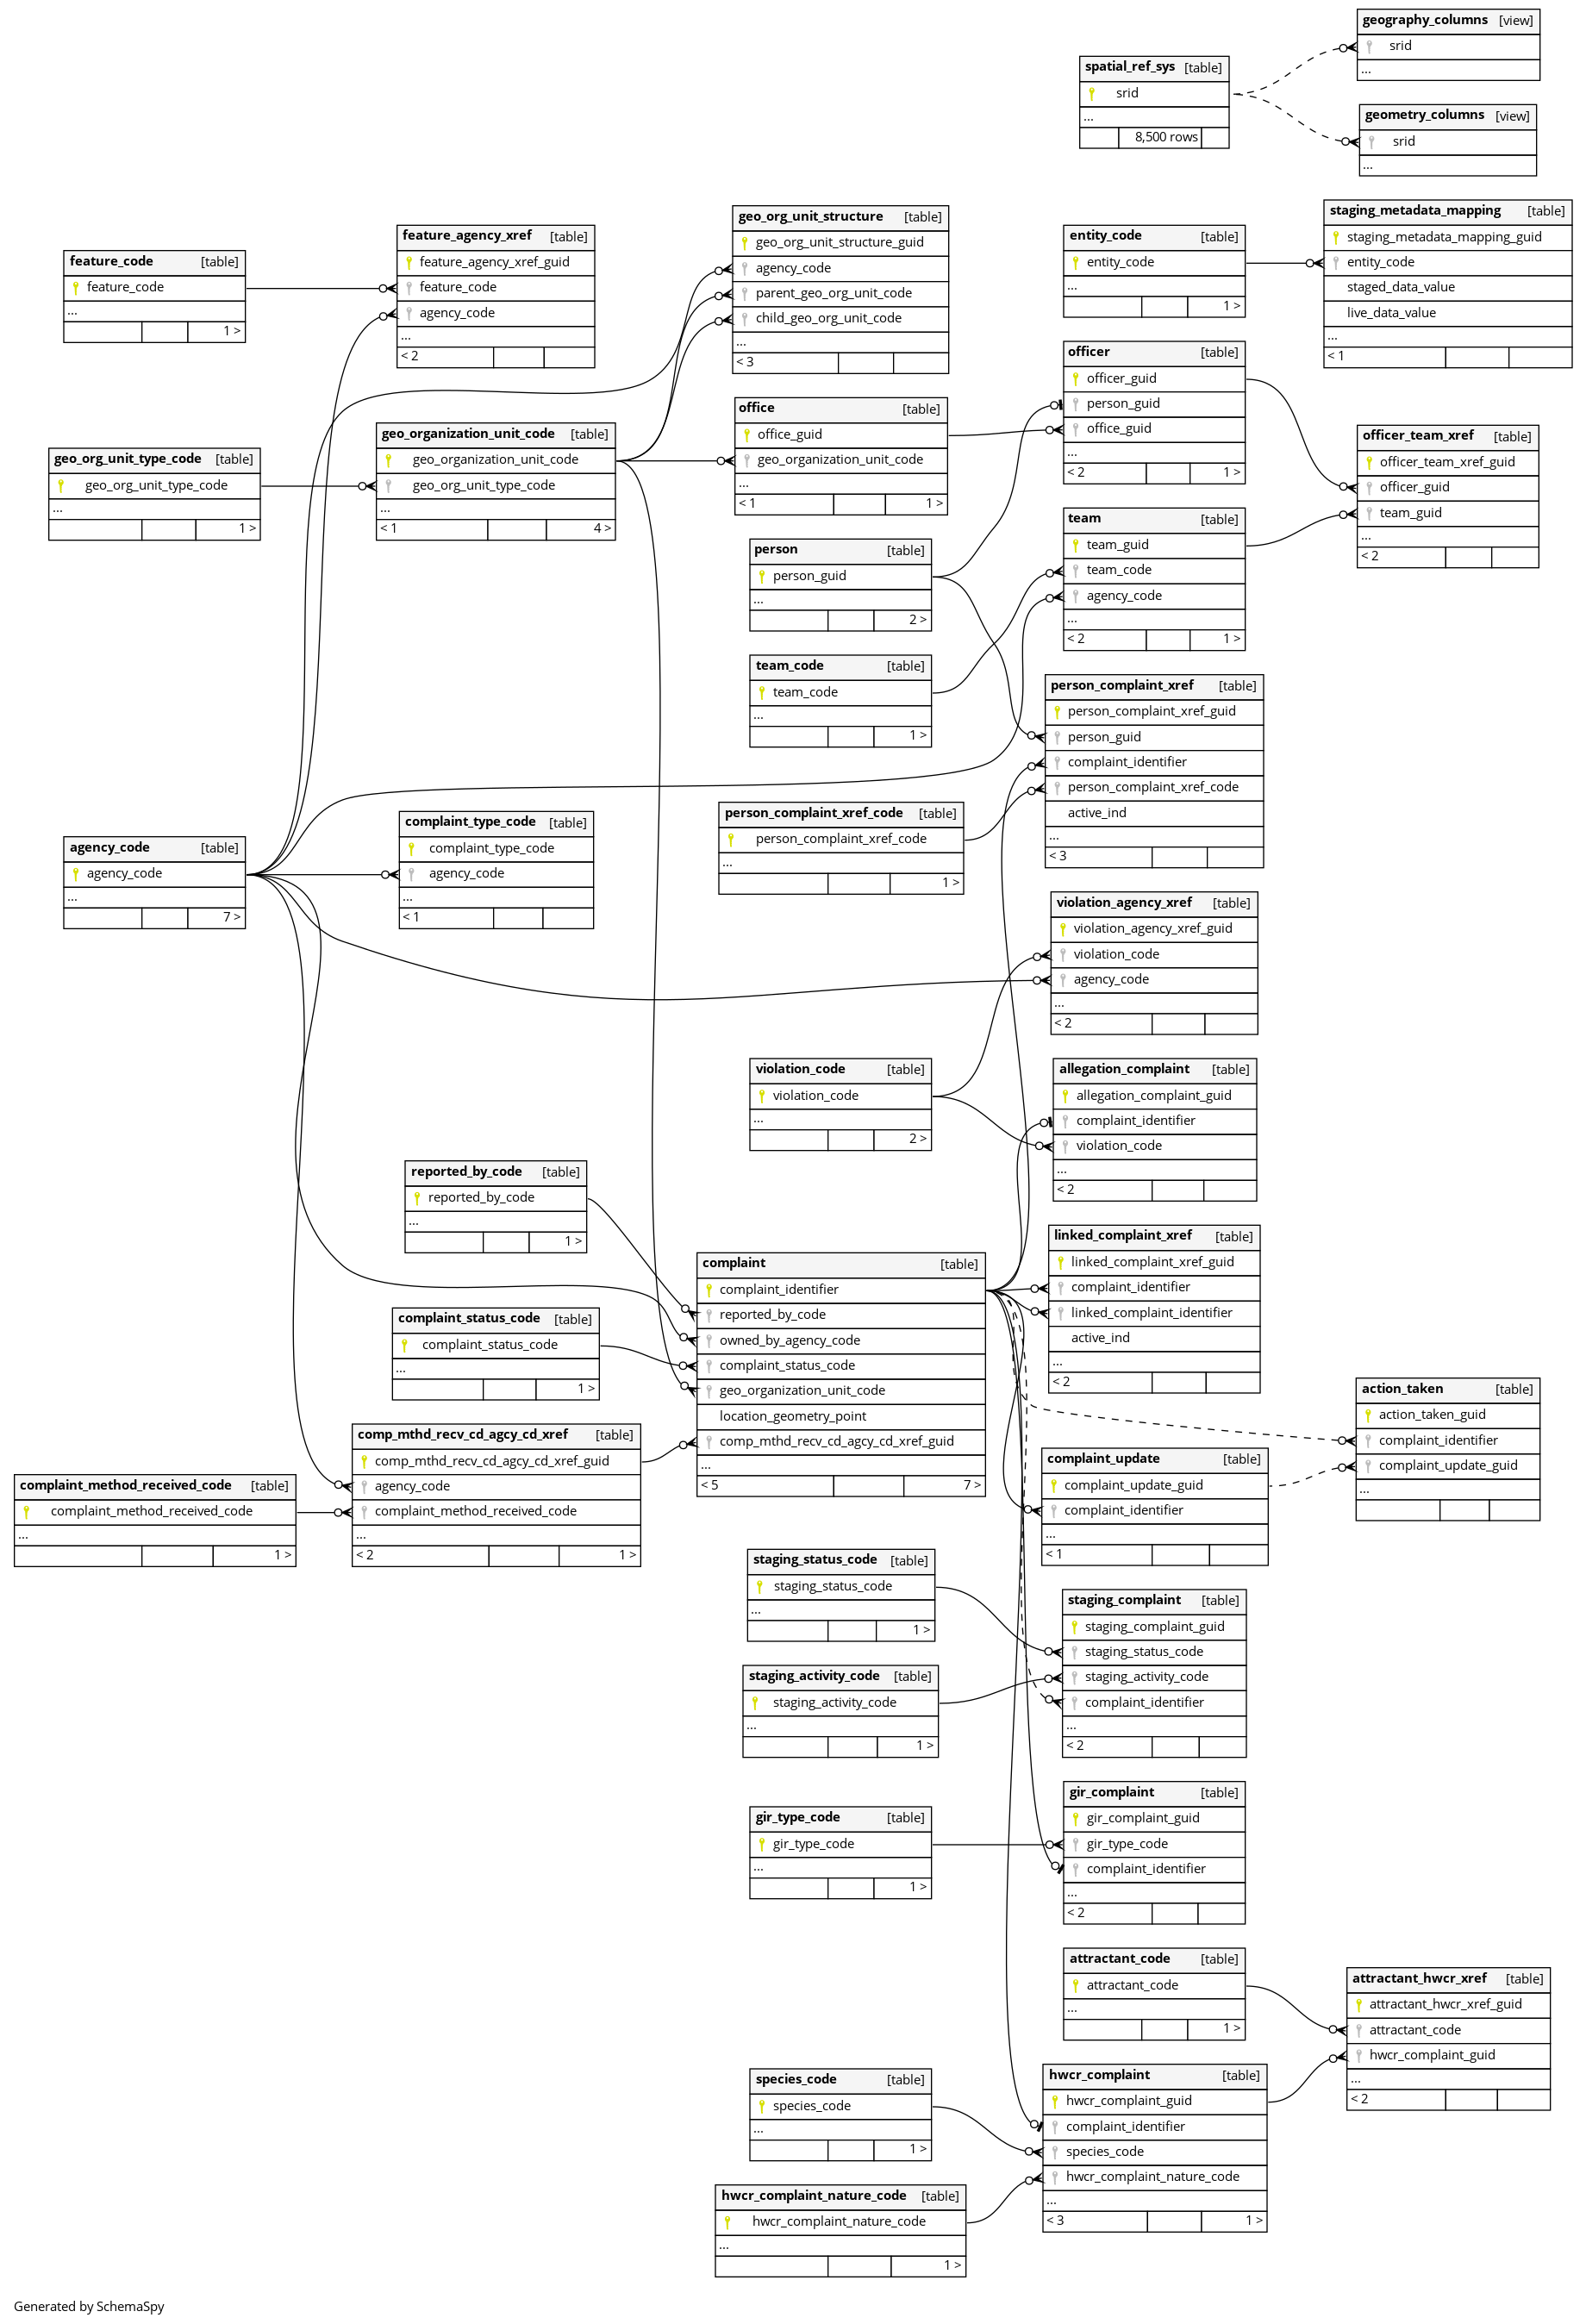 geography_columns [view]
srid
...
spatial_ref_sys [table]
srid
...
8,500 rows
geometry_columns [view]
srid
...
feature_code [table]
feature_code
...
1 >
feature_agency_xref [table]
feature_agency_xref_guid
feature_code
agency_code
...
< 2
geo_org_unit_structure [table]
geo_org_unit_structure_guid
agency_code
parent_geo_org_unit_code
child_geo_org_unit_code
...
< 3
entity_code [table]
entity_code
...
1 >
staging_metadata_mapping [table]
staging_metadata_mapping_guid
entity_code
staged_data_value
live_data_value
...
< 1
geo_org_unit_type_code [table]
geo_org_unit_type_code
...
1 >
geo_organization_unit_code [table]
geo_organization_unit_code
geo_org_unit_type_code
...
< 1 4 >
office [table]
office_guid
geo_organization_unit_code
...
< 1 1 >
officer [table]
officer_guid
person_guid
office_guid
...
< 2 1 >
officer_team_xref [table]
officer_team_xref_guid
officer_guid
team_guid
...
< 2
person [table]
person_guid
...
2 >
team [table]
team_guid
team_code
agency_code
...
< 2 1 >
team_code [table]
team_code
...
1 >
person_complaint_xref [table]
person_complaint_xref_guid
person_guid
complaint_identifier
person_complaint_xref_code
active_ind
...
< 3
agency_code [table]
agency_code
...
7 >
complaint_type_code [table]
complaint_type_code
agency_code
...
< 1
person_complaint_xref_code [table]
person_complaint_xref_code
...
1 >
violation_agency_xref [table]
violation_agency_xref_guid
violation_code
agency_code
...
< 2
violation_code [table]
violation_code
...
2 >
allegation_complaint [table]
allegation_complaint_guid
complaint_identifier
violation_code
...
< 2
reported_by_code [table]
reported_by_code
...
1 >
linked_complaint_xref [table]
linked_complaint_xref_guid
complaint_identifier
linked_complaint_identifier
active_ind
...
< 2
complaint [table]
complaint_identifier
reported_by_code
owned_by_agency_code
complaint_status_code
geo_organization_unit_code
location_geometry_point
comp_mthd_recv_cd_agcy_cd_xref_guid
...
< 5 7 >
complaint_status_code [table]
complaint_status_code
...
1 >
action_taken [table]
action_taken_guid
complaint_identifier
complaint_update_guid
...
comp_mthd_recv_cd_agcy_cd_xref [table]
comp_mthd_recv_cd_agcy_cd_xref_guid
agency_code
complaint_method_received_code
...
< 2 1 >
complaint_method_received_code [table]
complaint_method_received_code
...
1 >
complaint_update [table]
complaint_update_guid
complaint_identifier
...
< 1
staging_status_code [table]
staging_status_code
...
1 >
staging_complaint [table]
staging_complaint_guid
staging_status_code
staging_activity_code
complaint_identifier
...
< 2
staging_activity_code [table]
staging_activity_code
...
1 >
gir_complaint [table]
gir_complaint_guid
gir_type_code
complaint_identifier
...
< 2
gir_type_code [table]
gir_type_code
...
1 >
attractant_code [table]
attractant_code
...
1 >
attractant_hwcr_xref [table]
attractant_hwcr_xref_guid
attractant_code
hwcr_complaint_guid
...
< 2
species_code [table]
species_code
...
1 >
hwcr_complaint [table]
hwcr_complaint_guid
complaint_identifier
species_code
hwcr_complaint_nature_code
...
< 3 1 >
hwcr_complaint_nature_code [table]
hwcr_complaint_nature_code
...
1 >
Generated by SchemaSpy